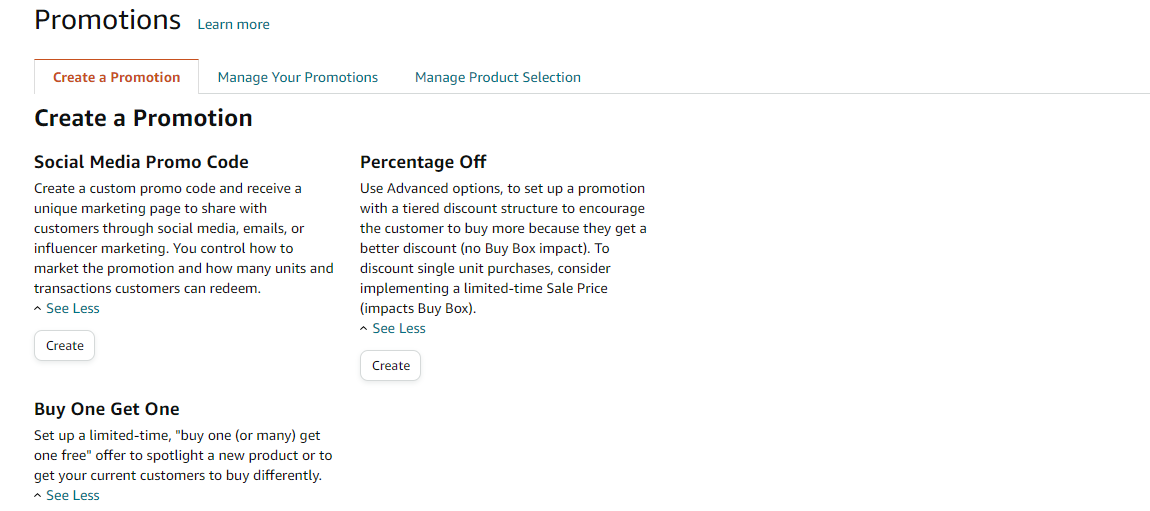 Promotions Learn more
Create a Promotion Manage Your Promotions Manage Product Selection
Create a Promotion
Social Media Promo Code
Create a custom promo code and receive a
unique marketing page to share with
customers through social media, emails, or
influencer marketing. You control how to
market the promotion and how many units and
transactions customers can redeem.
See Less
Create
Percentage Off
Use Advanced options, to set up a promotion
with a tiered discount structure to encourage
the customer to buy more because they get a
better discount (no Buy Box impact). To
discount single unit purchases, consider
implementing a limited-time Sale Price
(impacts Buy Box).
See Less
Create
Buy One Get One
Set up a limited-time, "buy one (or many) get
one free" offer to spotlight a new product or to
get your current customers to buy differently.
See Less